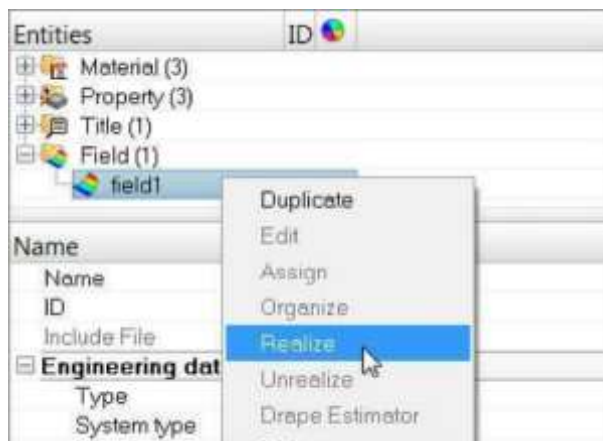 Entities ID
Material (3)
Property (3)
Title (1)
Field (1)
field1
Duplicate
Edit
Assign
Organize
Realize
Unrealize
Drape Estimator
Name
Name
ID
Include File
Engineering dat
Type
System type